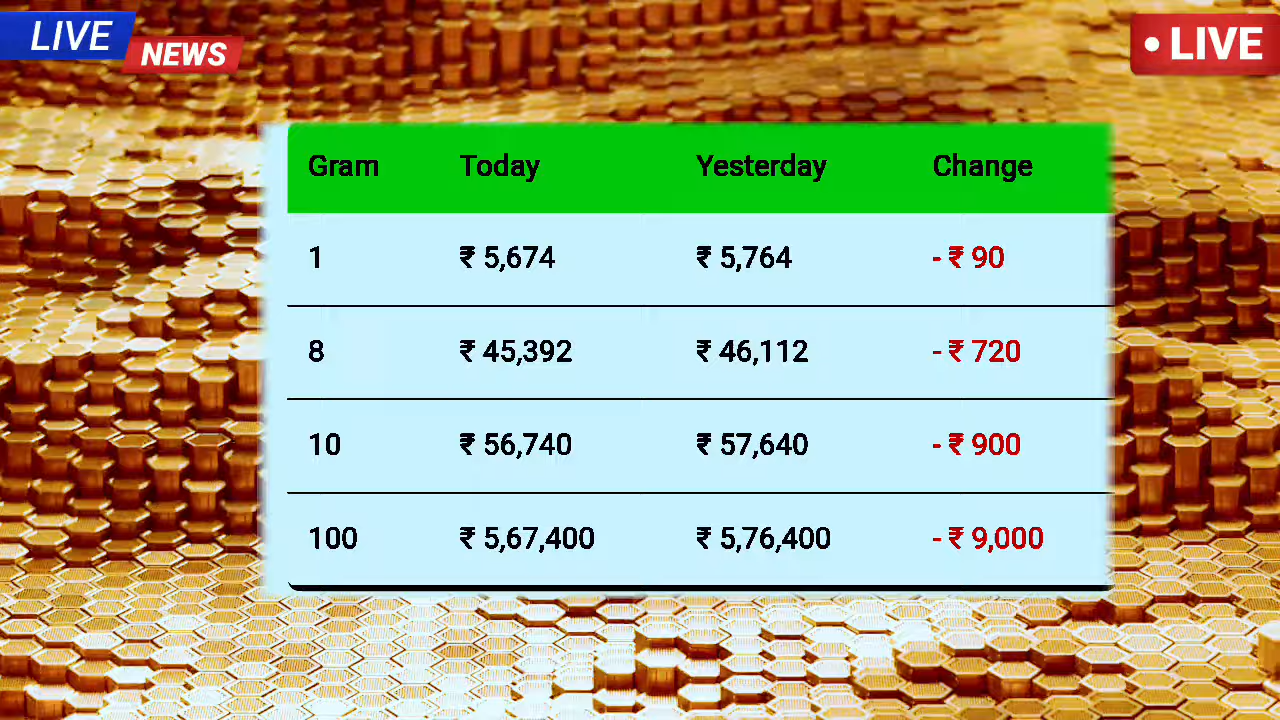 LIVE
NEWS
• LIVE
Gram Today Yesterday Change
1 ₹ 5,674 ₹ 5,764 - ₹ 90
8 ₹ 45,392 ₹ 46,112 - ₹ 720
10 ₹ 56,740 ₹ 57,640 - ₹ 900
100 ₹ 5,67,400 ₹ 5,76,400 - ₹ 9,000